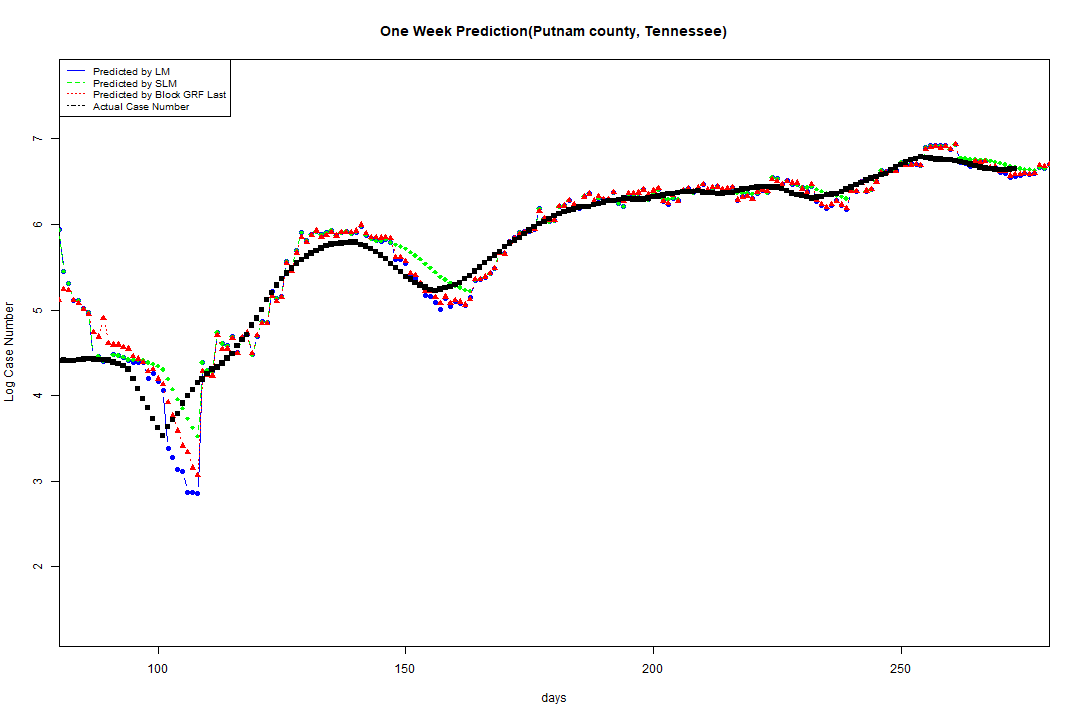 One Week Prediction(Putnam county, Tennessee)
Predicted by LM
Predicted by SLM
Predicted by Block GRF Last
Actual Case Number
7
6
5
4
3
2
Log Case Number
100 150 200 250
days